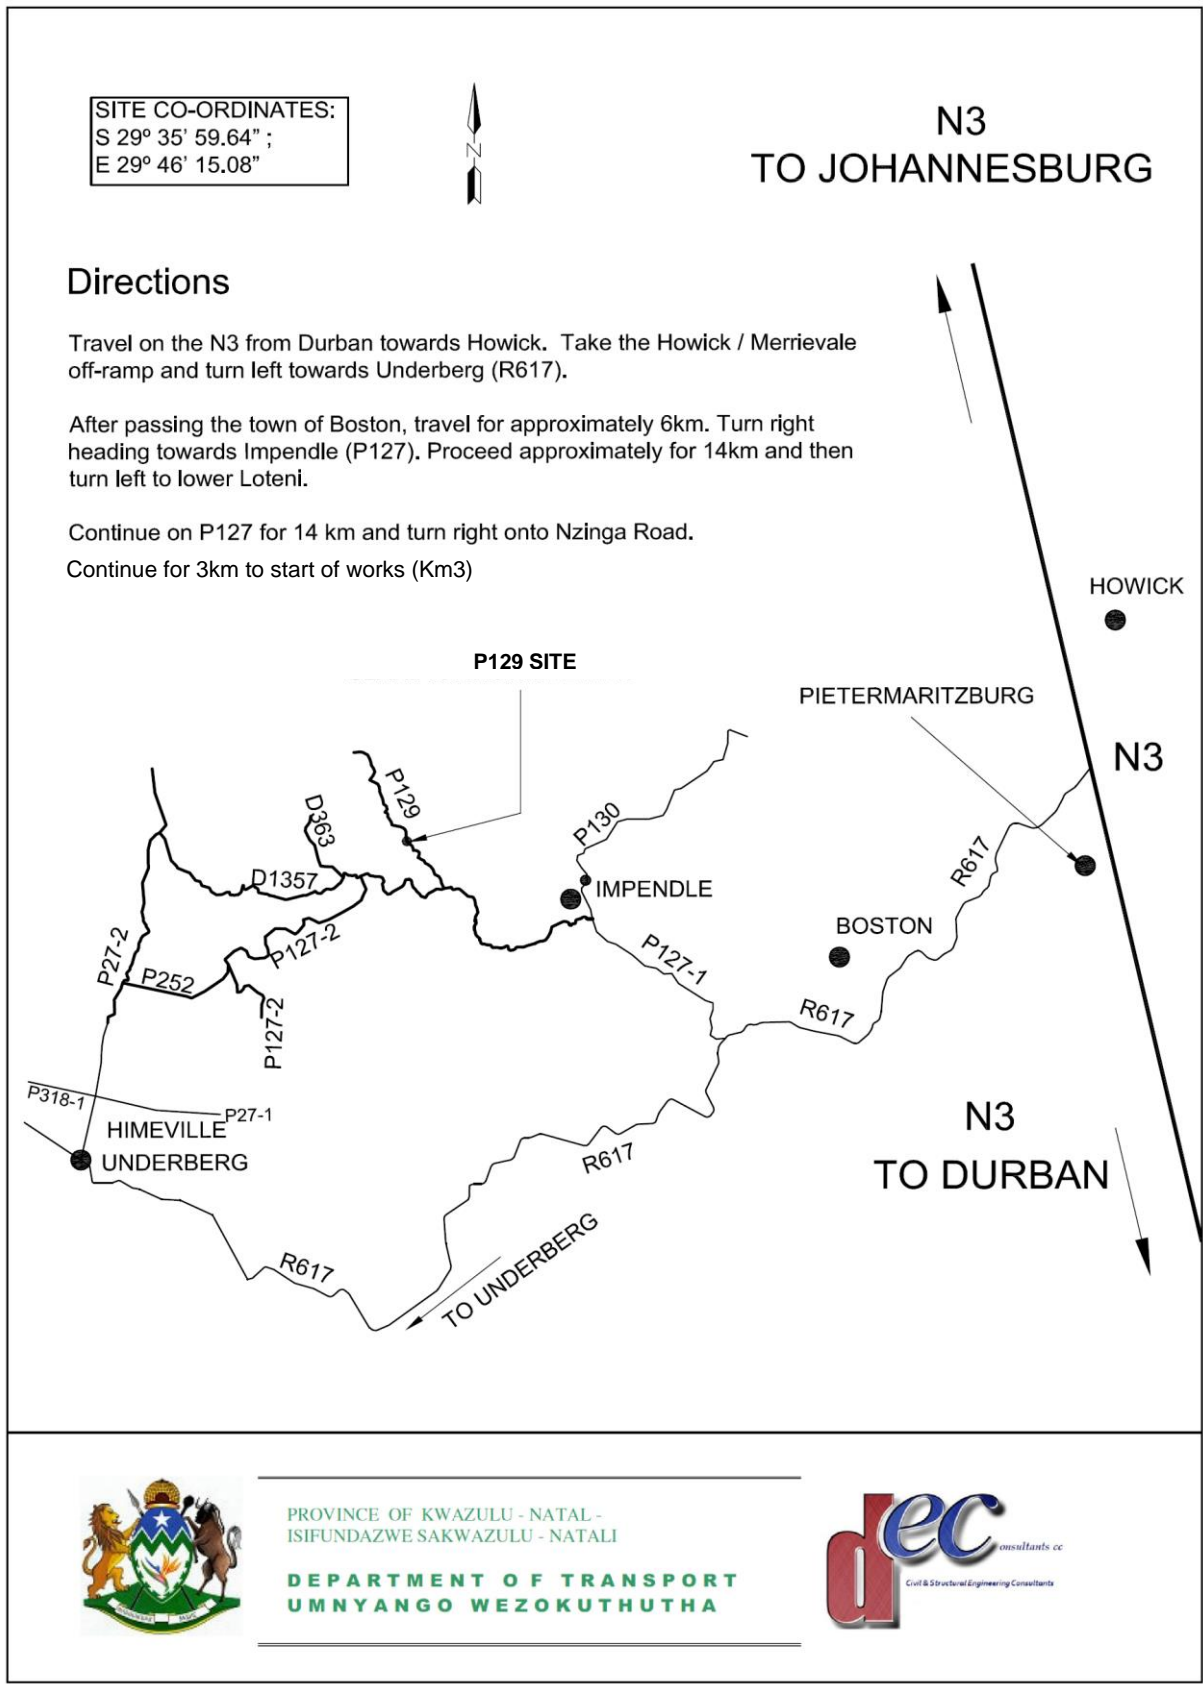 SITE CO-ORDINATES:
S 29º 35’ 59.64” ;
E 29º 46’ 15.08”
N
N3
TO JOHANNESBURG
Directions
Travel on the N3 from Durban towards Howick. Take the Howick / Merrievale
off-ramp and turn left towards Underberg (R617).
After passing the town of Boston, travel for approximately 6km. Turn right
heading towards Impendle (P127). Proceed approximately for 14km and then
turn left to lower Loteni.
Continue on P127 for 14 km and turn right onto Nzinga Road.
Continue for 3km to start of works (Km3)
HOWICK
P129 SITE
PIETERMARITZBURG
N3
P129
D363
P130
R617
D1357
IMPENDLE
BOSTON
P127-2
P27-2
P127-1
P252
R617
P127-2
P318-1
P27-1
HIMEVILLE
UNDERBERG
N3
TO DURBAN
R617
R617
TO UNDERBERG
PROVINCE OF KWAZULU - NATAL -
ISIFUNDAZWE SAKWAZULU - NATALI
DEPARTMENT OF TRANSPORT
UMNYANGO WEZOKUTHUTHA
dec onsultants cc
Civil & Structural Engineering Consultants